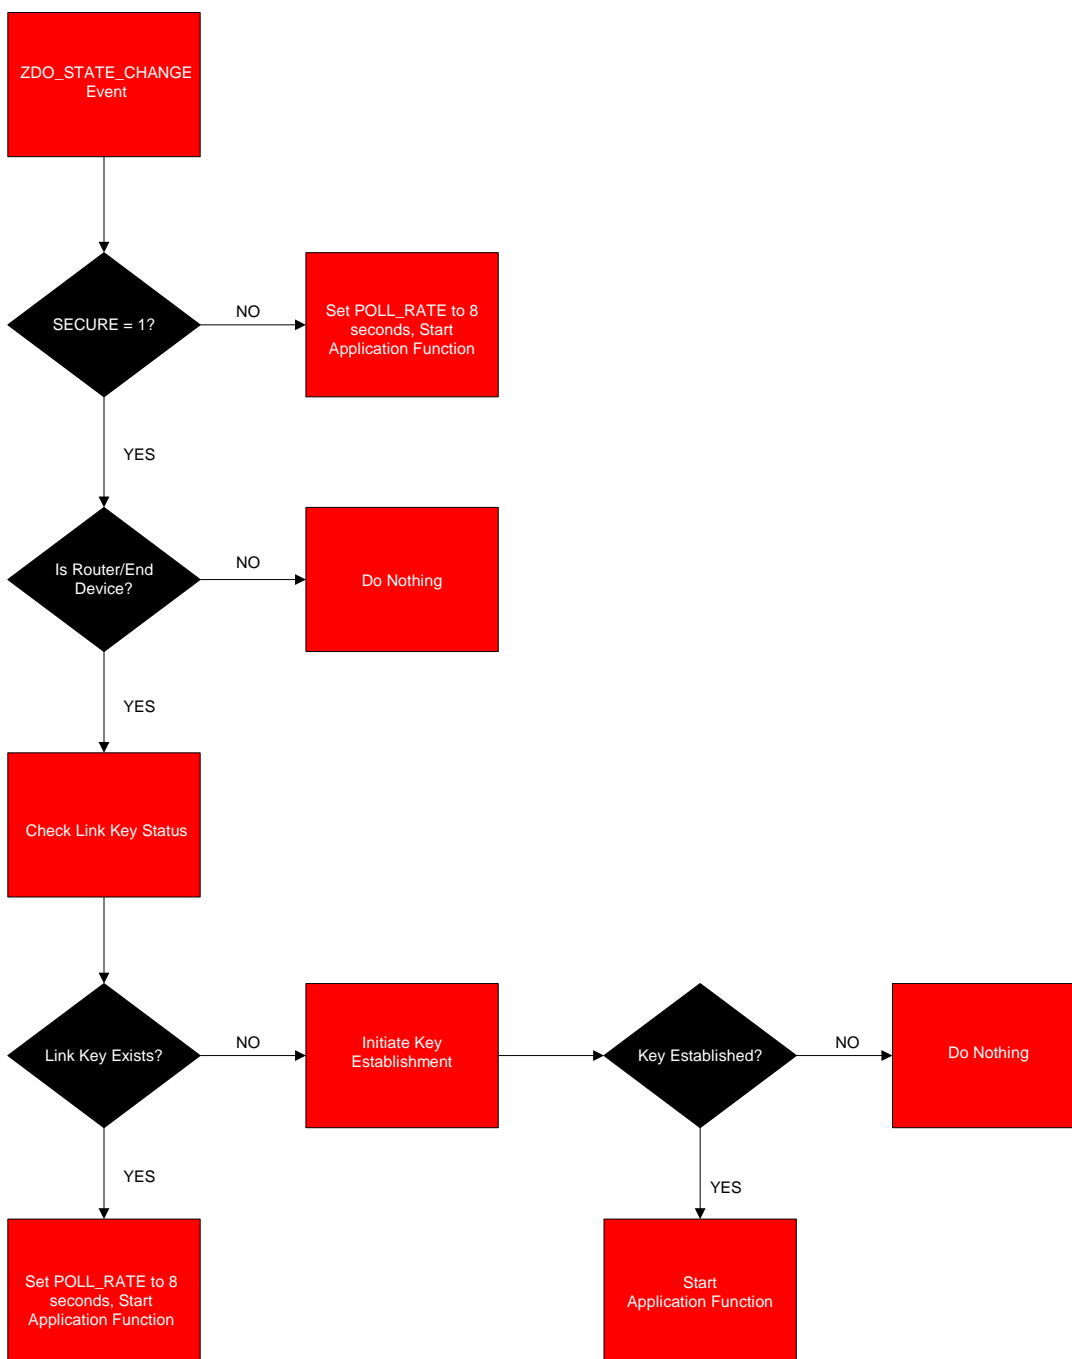 ZDO_STATE_CHANGE
Event
SECURE = 1?
NO
Set POLL_RATE to 8
seconds, Start
Application Function
YES
Is Router/End
Device?
NO
Do Nothing
YES
Check Link Key Status
Link Key Exists?
NO
Initiate Key
Establishment
Key Established?
NO
Do Nothing
YES
Set POLL_RATE to 8
seconds, Start
Application Function
YES
Start
Application Function